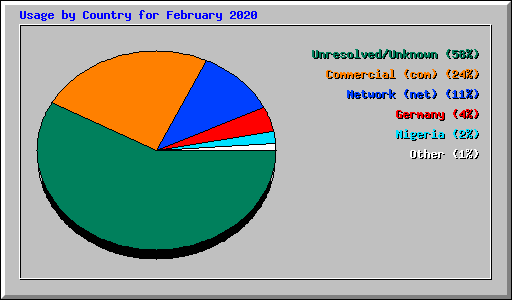 Usage by Country for February 2020
Unresolved/Unknown (58%)
Commercial (com) (24%)
Network (net) (11%)
Germany (4%)
Nigeria (2%)
Other (1%)